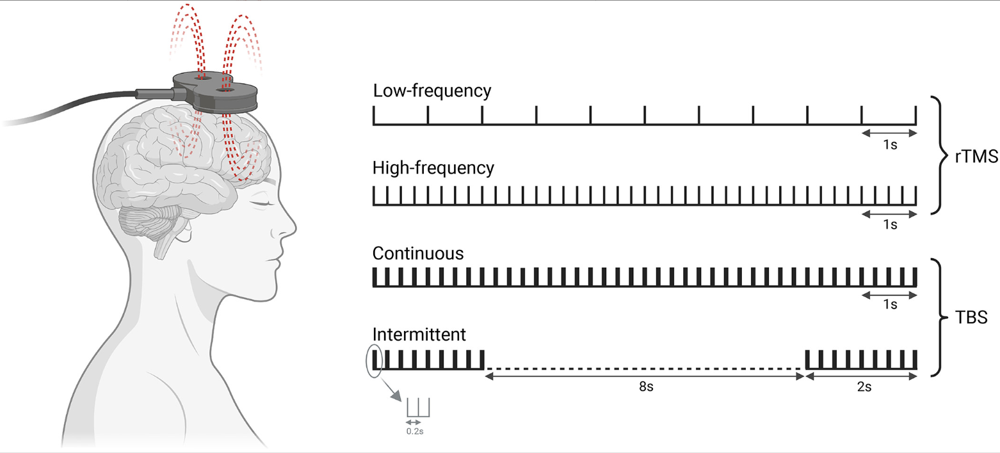 Low-frequency
1s
rTMS
High-frequency
1s
Continuous
1s
TBS
Intermittent
8s
2s
0.2s